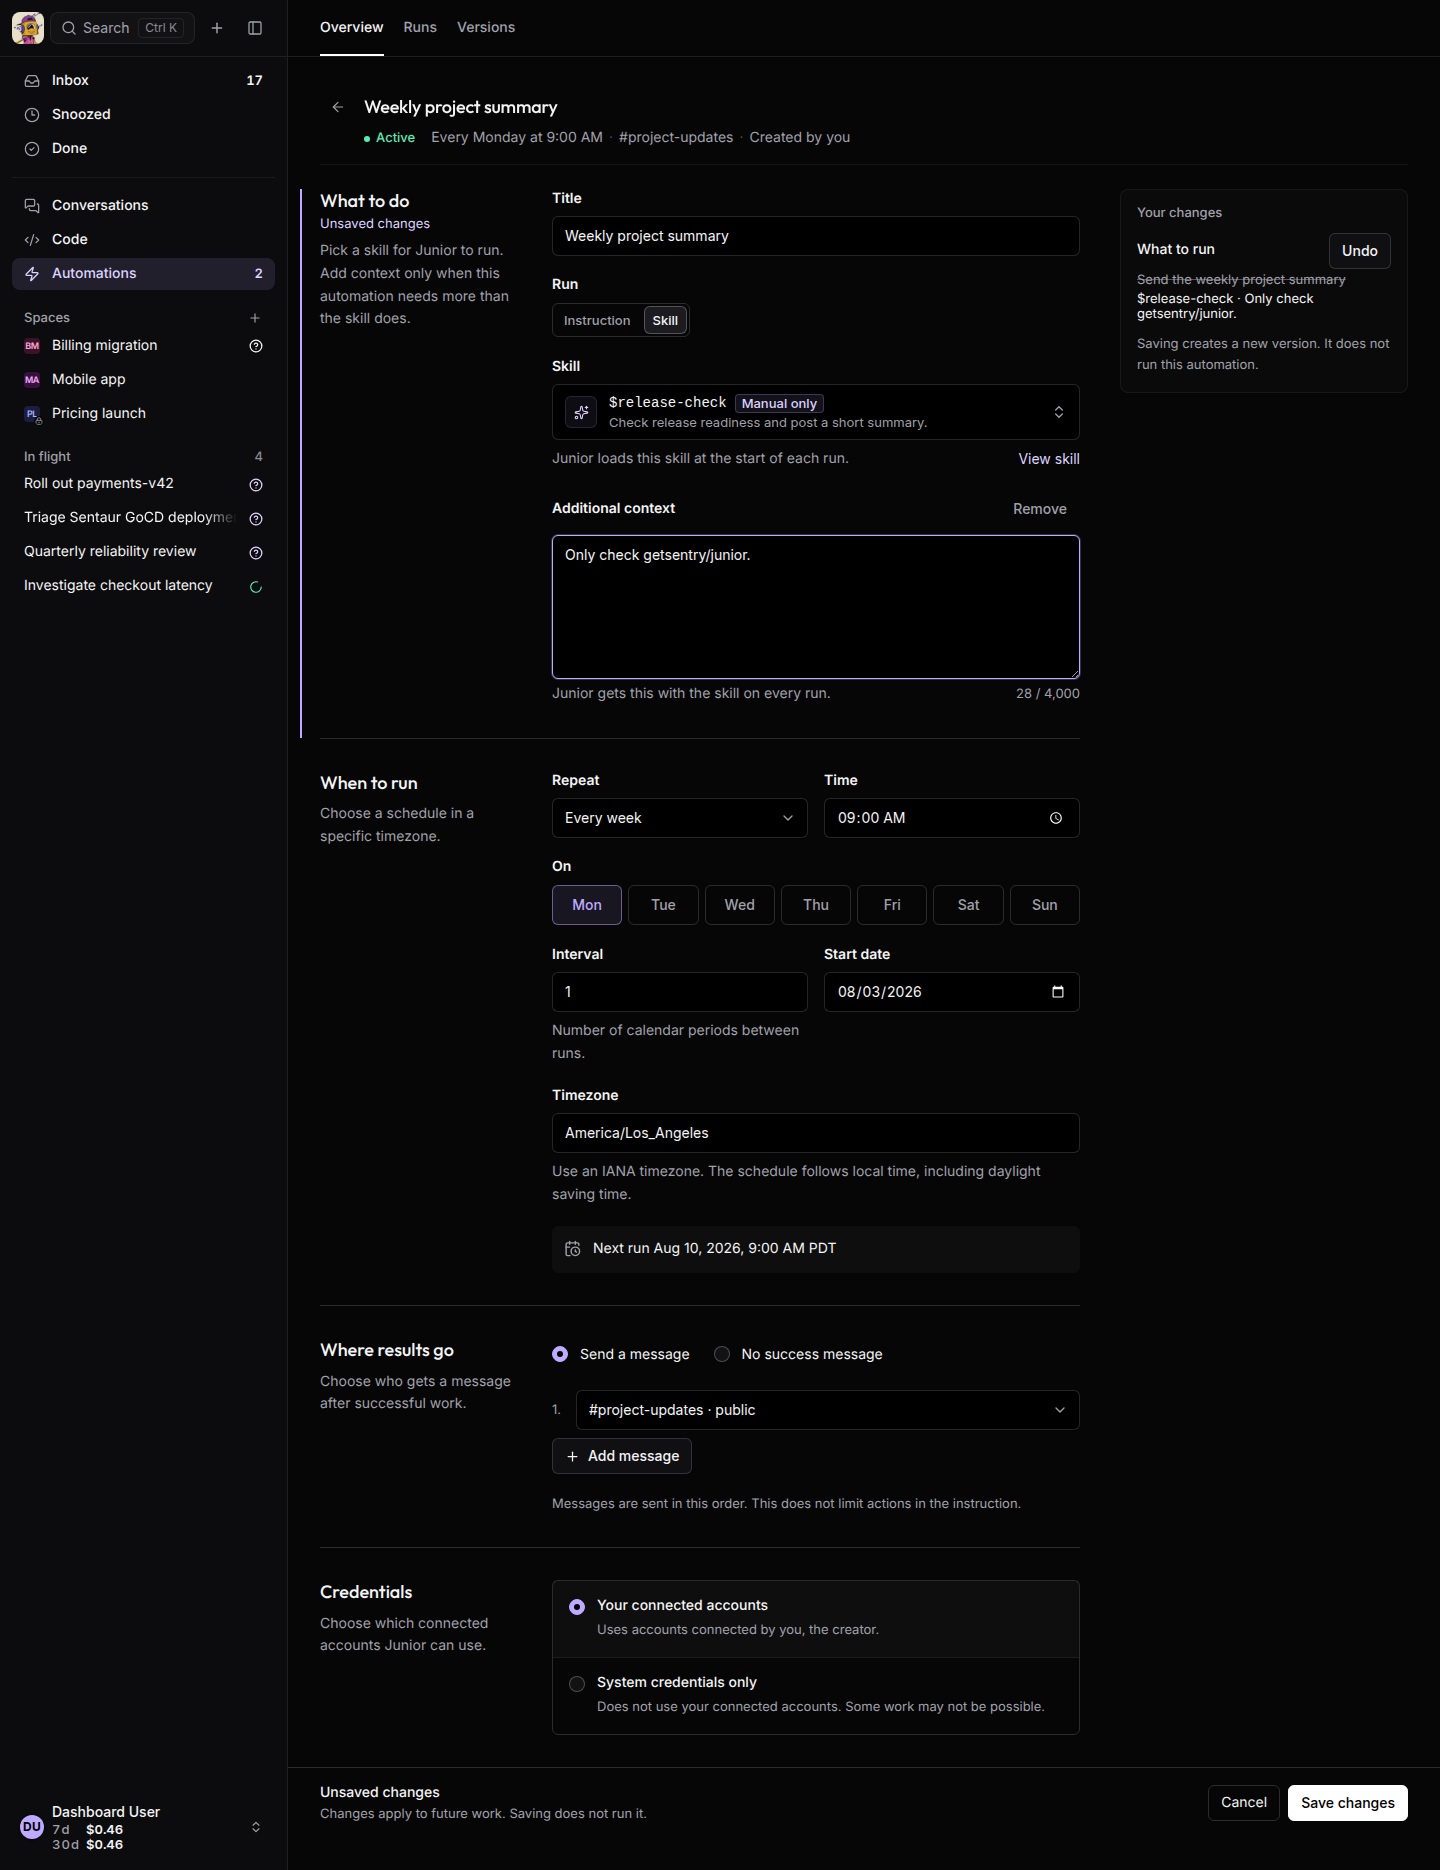 Search Ctrl K
Overview Runs Versions
Inbox 17
Snoozed
Done
Conversations
Code
Automations 2
Spaces
BM Billing migration
MA Mobile app
PL Pricing launch
In flight 4
Roll out payments-v42
Triage Sentaur GoCD deployme
Quarterly reliability review
Investigate checkout latency
DU Dashboard User
7d $0.46
30d $0.46
Weekly project summary
Active Every Monday at 9:00 AM · #project-updates · Created by you
What to do
Unsaved changes
Pick a skill for Junior to run.
Add context only when this
automation needs more than
the skill does.
Title
Weekly project summary
Run
Instruction Skill
Skill
$release-check Manual only
Check release readiness and post a short summary.
Junior loads this skill at the start of each run. View skill
Additional context Remove
Only check getsentry/junior.
Junior gets this with the skill on every run. 28 / 4,000
Your changes
What to run Undo
Send the weekly project summary
$release-check · Only check
getsentry/junior.
Saving creates a new version. It does not
run this automation.
When to run
Choose a schedule in a
specific timezone.
Repeat Time
Every week 09:00 AM
On
Mon Tue Wed Thu Fri Sat Sun
Interval Start date
1 08/03/2026
Number of calendar periods between
runs.
Timezone
America/Los_Angeles
Use an IANA timezone. The schedule follows local time, including daylight
saving time.
Next run Aug 10, 2026, 9:00 AM PDT
Where results go
Choose who gets a message
after successful work.
Send a message No success message
1. #project-updates · public
Add message
Messages are sent in this order. This does not limit actions in the instruction.
Credentials
Choose which connected
accounts Junior can use.
Your connected accounts
Uses accounts connected by you, the creator.
System credentials only
Does not use your connected accounts. Some work may not be possible.
Unsaved changes
Changes apply to future work. Saving does not run it.
Cancel Save changes